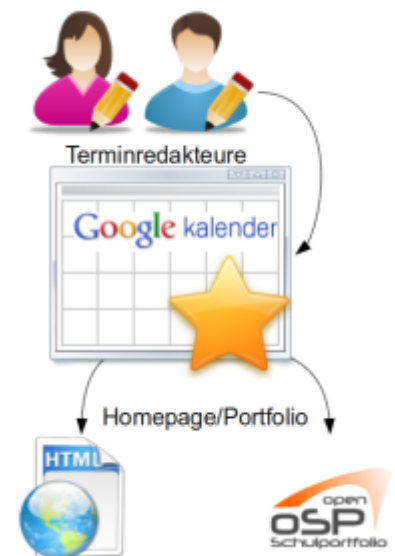 Terminredakteure
Google kalender
Homepage/Portfolio
HTML
open
OSP
Schulportfolio